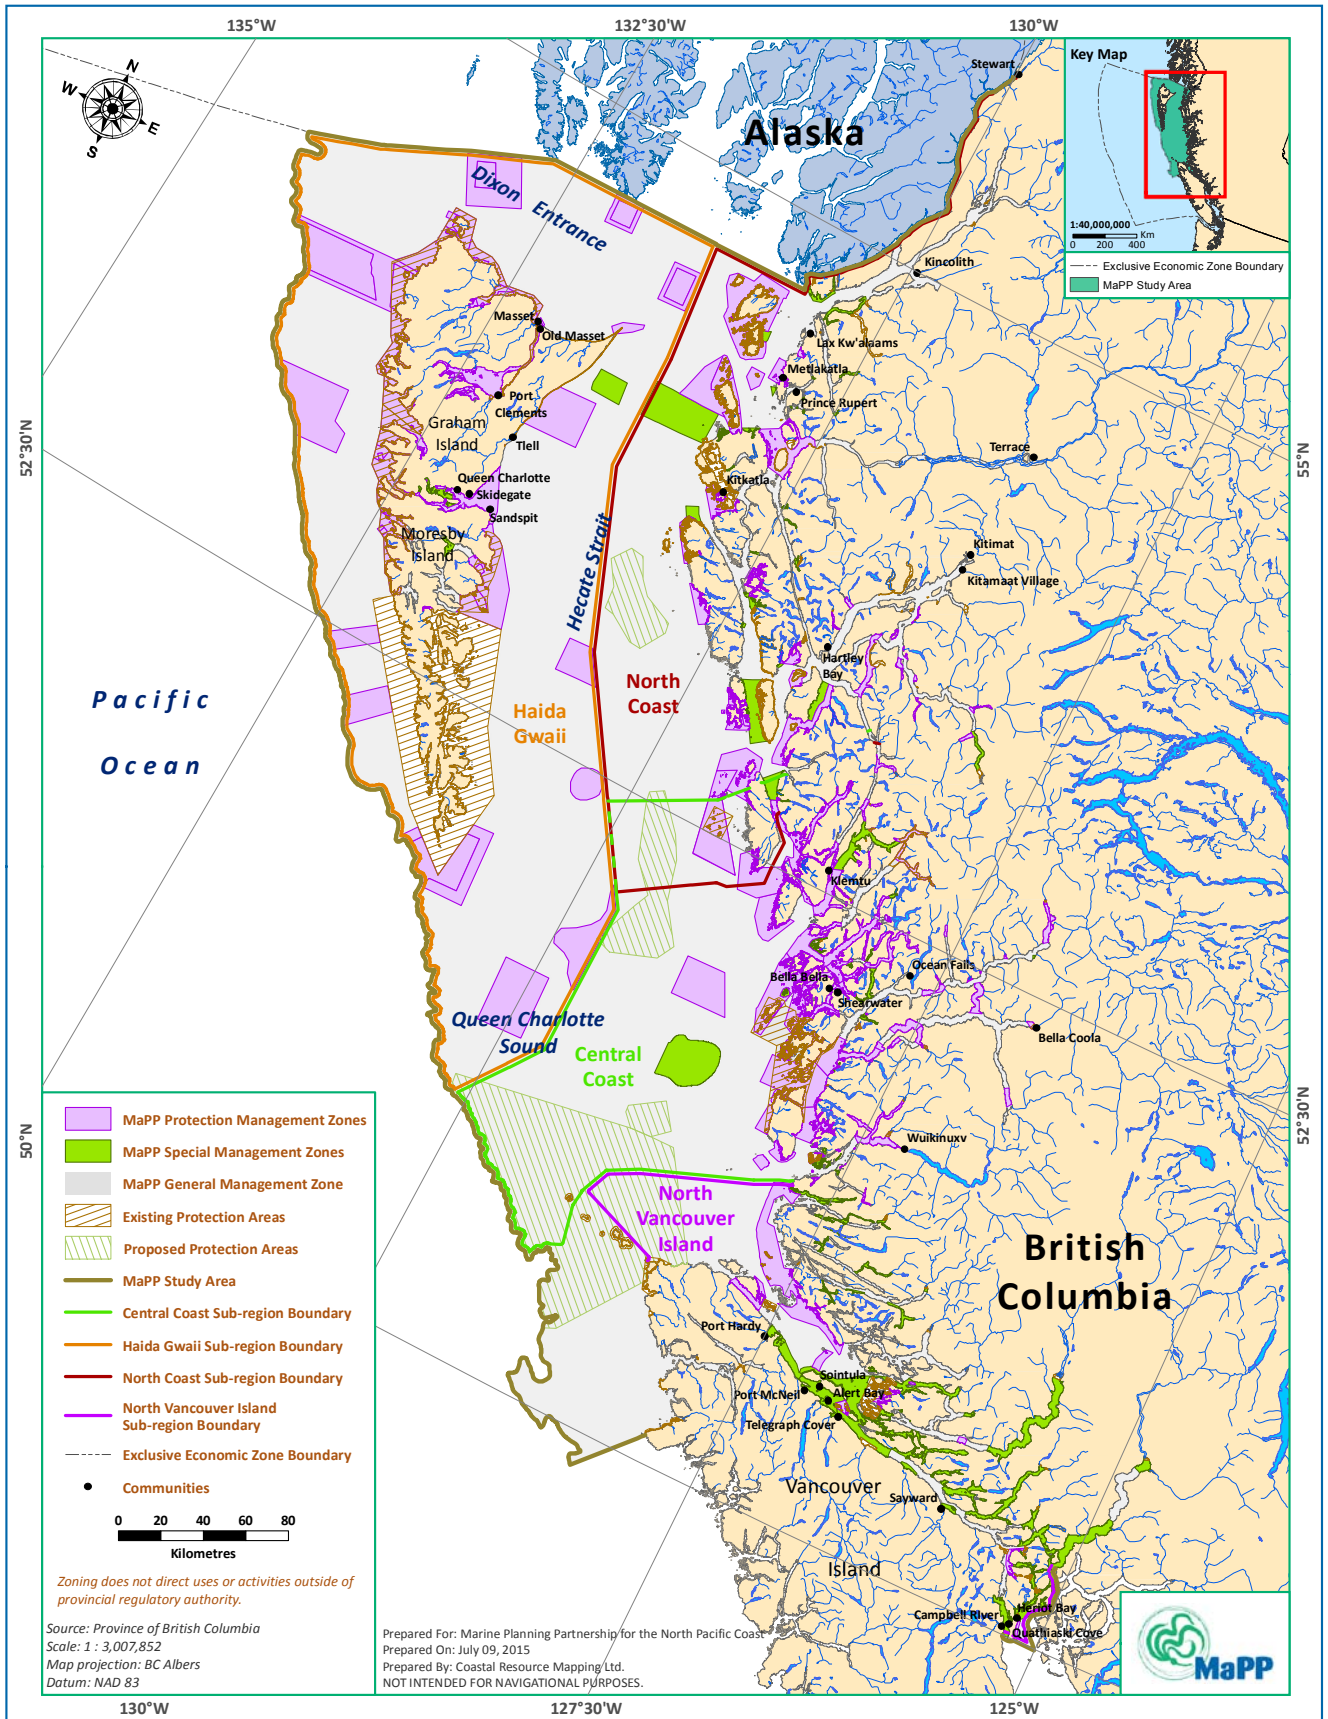 135°W
132°30'W
130°W
N
W
E
S
Stewart
Key Map
1:40,000,000
Km
0 200 400
Exclusive Economic Zone Boundary
MaPP Study Area
Alaska
Dixon
Entrance
Kincolith
Masset
Old Masset
Lax Kw'alaams
Metlakatla
Prince Rupert
Port
Clements
Graham
Island
Tlell
52°30'N
55°N
Terrace
Queen Charlotte
Skidegate
Sandspit
Kitkatla
Moresby
Island
Hecate Strait
Kitimat
Kitamaat Village
Hartley
Bay
Pacific
Ocean
North
Coast
Haida
Gwaii
Klemtu
Ocean Falls
Bella Bella
Shearwater
Queen Charlotte
Sound
Bella Coola
Central
Coast
50°N
52°30'N
Wuikinuxv
North
Vancouver
Island
British
Columbia
Port Hardy
Sointula
Port McNeil
Alert Bay
Telegraph Cover
Vancouver
Sayward
Island
Campbell River
Heriot Bay
Quathiaski Cove
MaPP Protection Management Zones
MaPP Special Management Zones
MaPP General Management Zone
Existing Protection Areas
Proposed Protection Areas
MaPP Study Area
Central Coast Sub-region Boundary
Haida Gwaii Sub-region Boundary
North Coast Sub-region Boundary
North Vancouver Island
Sub-region Boundary
Exclusive Economic Zone Boundary
Communities
0 20 40 60 80
Kilometres
Zoning does not direct uses or activities outside of
provincial regulatory authority.
Source: Province of British Columbia
Scale: 1 : 3,007,852
Map projection: BC Albers
Datum: NAD 83
Prepared For: Marine Planning Partnership for the North Pacific Coast
Prepared On: July 09, 2015
Prepared By: Coastal Resource Mapping Ltd.
NOT INTENDED FOR NAVIGATIONAL PURPOSES.
MaPP
130°W
127°30'W
125°W